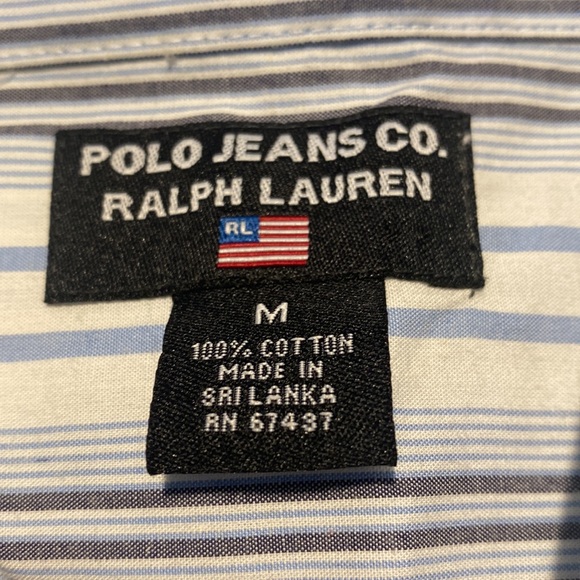 POLO JEANS CO.
RALPH LAUREN
RL
M
100% COTTON
MADE IN
SRI LANKA
RN 67437